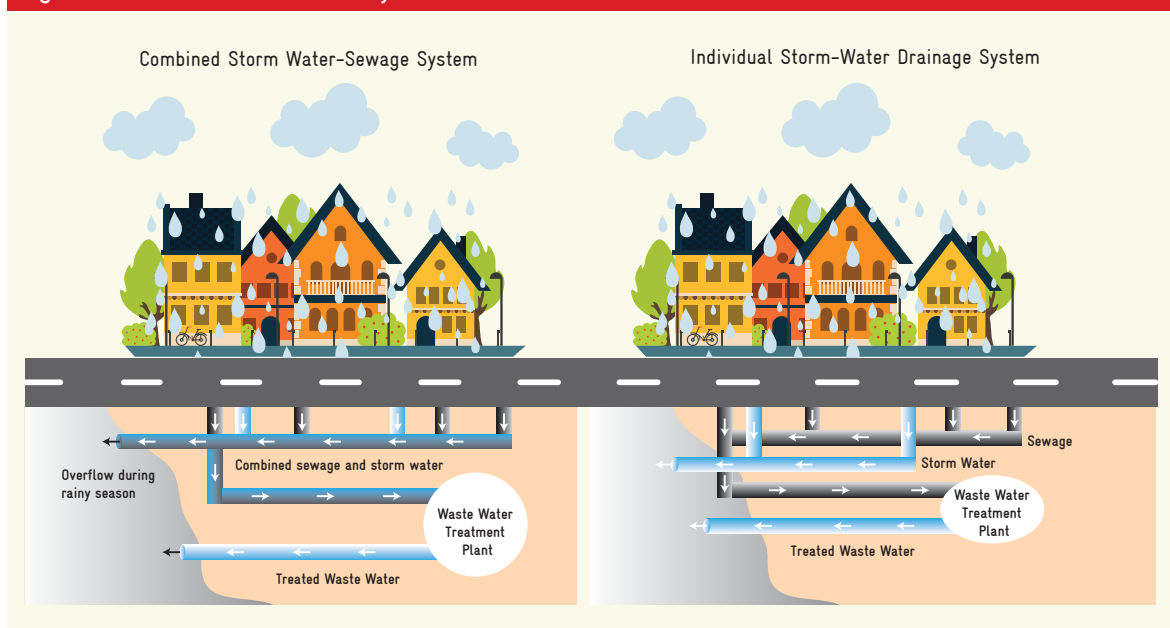 Combined Storm Water-Sewage System
Individual Storm-Water Drainage System
Overflow during
rainy season
Combined sewage and storm water
Waste Water
Treatment
Plant
Treated Waste Water
Sewage
Storm Water
Waste Water
Treatment
Plant
Treated Waste Water